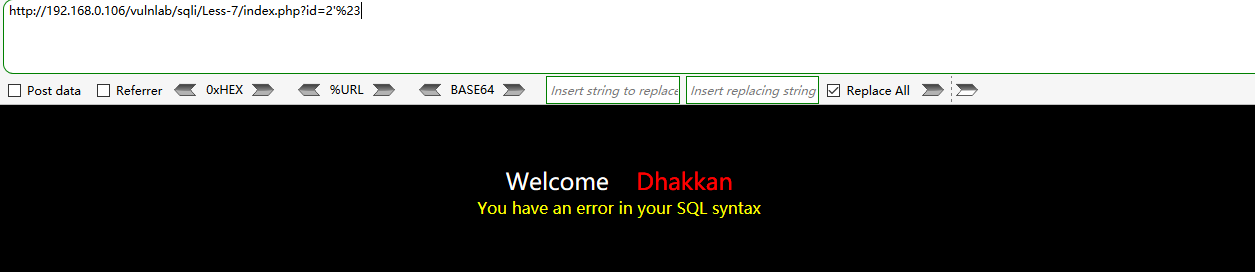 http://192.168.0.106/vulnlab/sqli/Less-7/index.php?id=2'%23
Post data Referrer 0xHEX %URL BASE64 Insert string to replace Insert replacing string Replace All
Welcome Dhakkan
You have an error in your SQL syntax